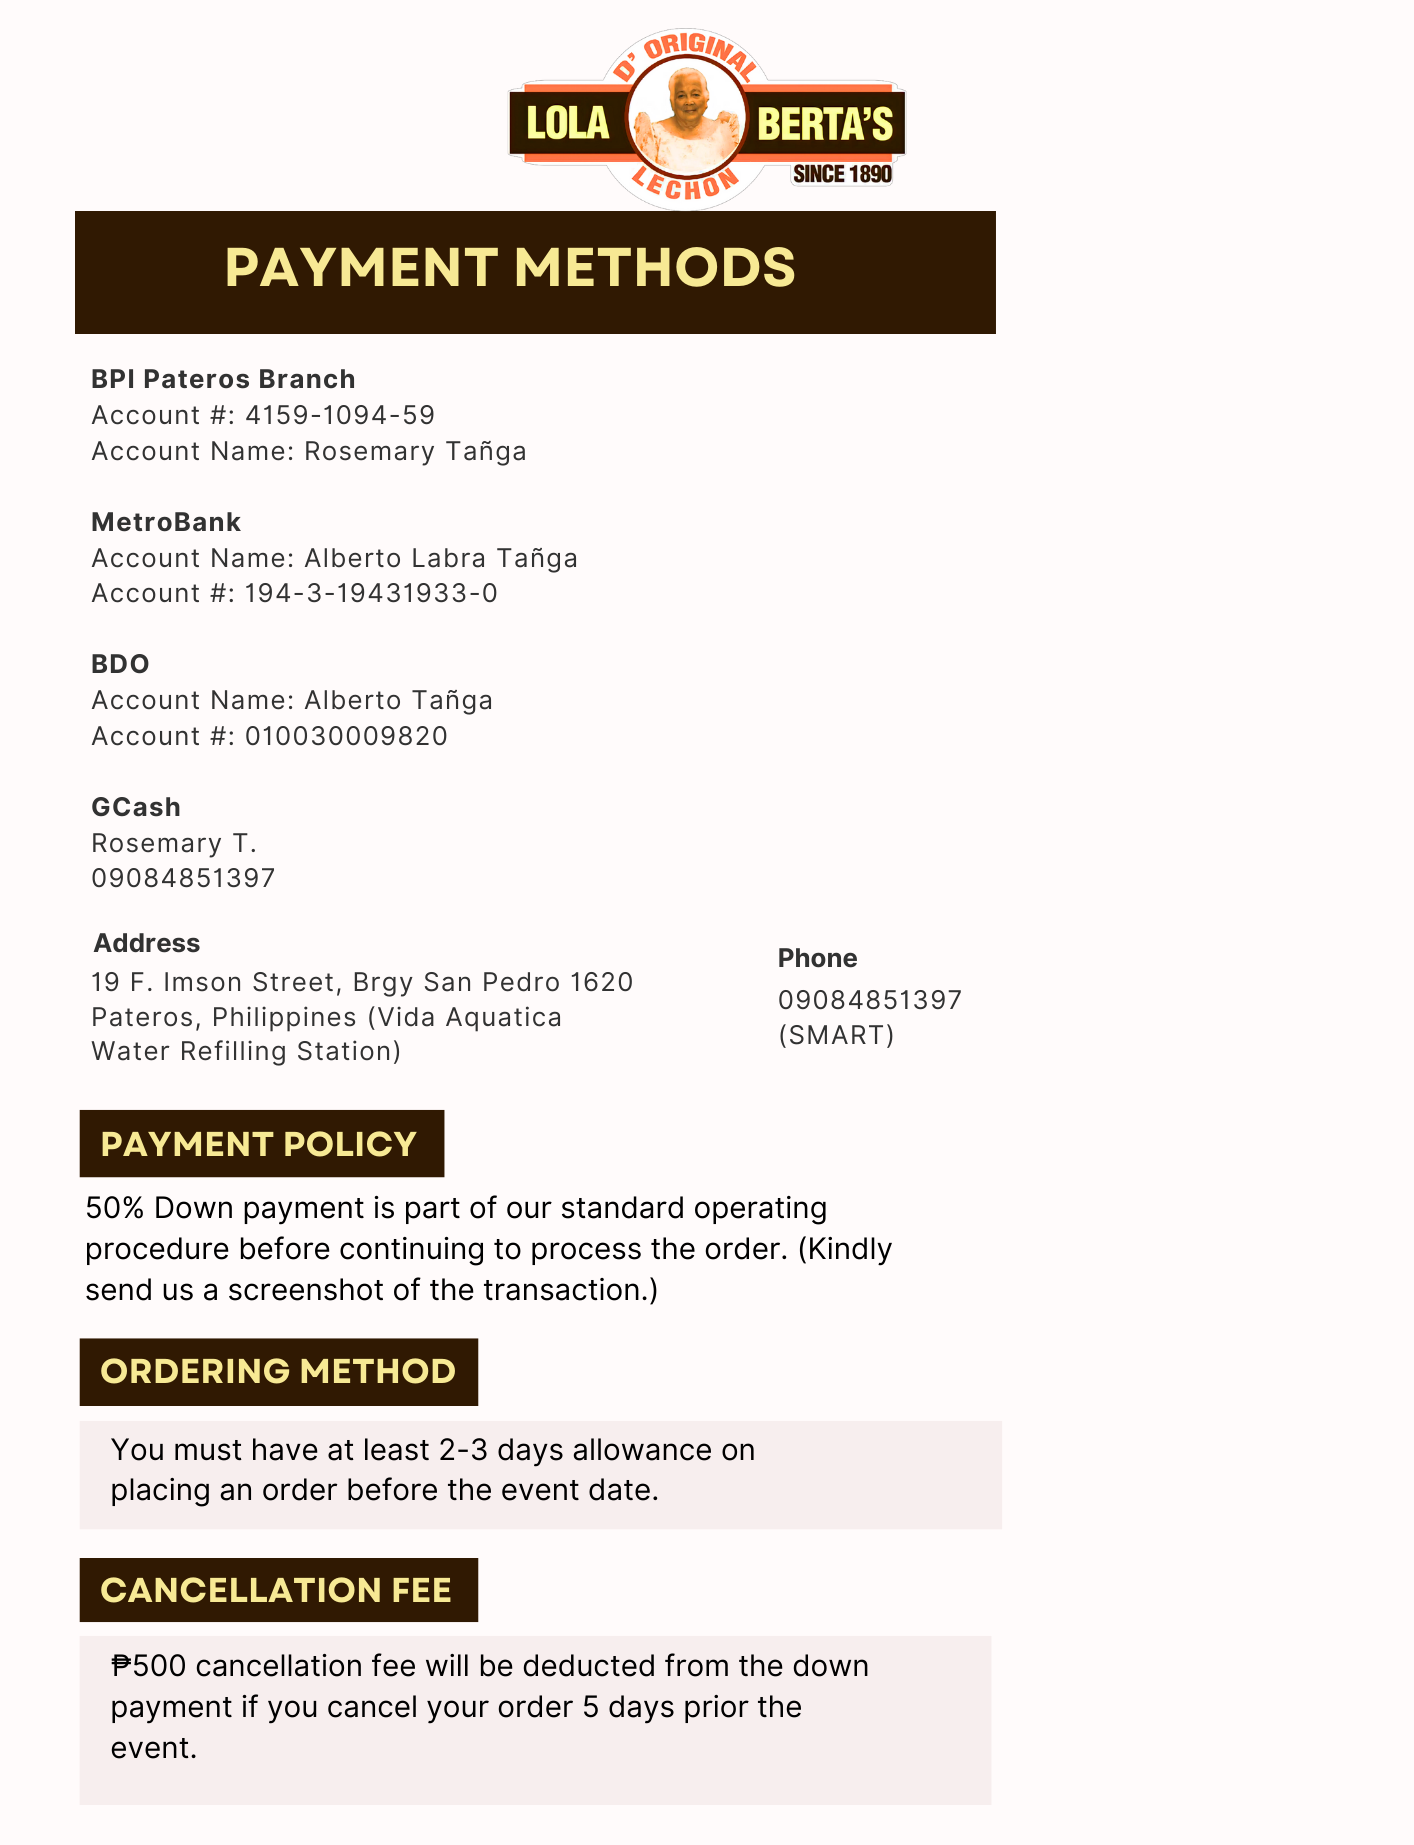 D' ORIGINAL
LOLA BERTA'S
LECHON
SINCE 1890
PAYMENT METHODS
BPI Pateros Branch
Account #: 4159-1094-59
Account Name: Rosemary Tañga
MetroBank
Account Name: Alberto Labra Tañga
Account #: 194-3-19431933-0
BDO
Account Name: Alberto Tañga
Account #: 010030009820
GCash
Rosemary T.
09084851397
Address
19 F. Imson Street, Brgy San Pedro 1620
Pateros, Philippines (Vida Aquatica
Water Refilling Station)
Phone
09084851397
(SMART)
PAYMENT POLICY
50% Down payment is part of our standard operating
procedure before continuing to process the order. (Kindly
send us a screenshot of the transaction.)
ORDERING METHOD
You must have at least 2-3 days allowance on
placing an order before the event date.
CANCELLATION FEE
₱500 cancellation fee will be deducted from the down
payment if you cancel your order 5 days prior the
event.